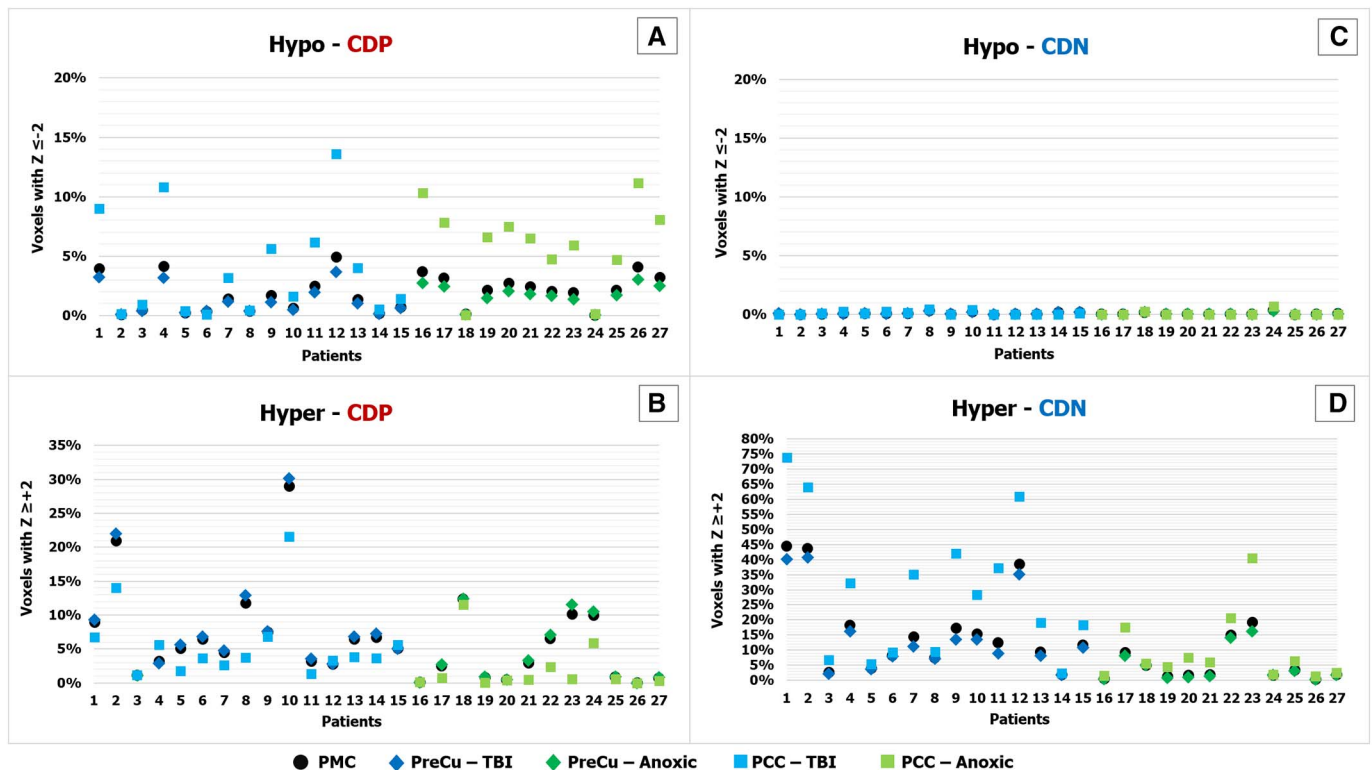 A
Hypo - CDP
Voxels with Z ≤-2
20%
15%
10%
5%
0%
1 2 3 4 5 6 7 8 9 10 11 12 13 14 15 16 17 18 19 20 21 22 23 24 25 26 27
Patients
C
Hypo - CDN
Voxels with Z ≤-2
20%
15%
10%
5%
0%
1 2 3 4 5 6 7 8 9 10 11 12 13 14 15 16 17 18 19 20 21 22 23 24 25 26 27
Patients
B
Hyper - CDP
Voxels with Z ≥+2
35%
30%
25%
20%
15%
10%
5%
0%
1 2 3 4 5 6 7 8 9 10 11 12 13 14 15 16 17 18 19 20 21 22 23 24 25 26 27
Patients
D
Hyper - CDN
Voxels with Z ≥+2
80%
75%
70%
65%
60%
55%
50%
45%
40%
35%
30%
25%
20%
15%
10%
5%
0%
1 2 3 4 5 6 7 8 9 10 11 12 13 14 15 16 17 18 19 20 21 22 23 24 25 26 27
Patients
PMC PreCu – TBI PreCu – Anoxic PCC – TBI PCC – Anoxic